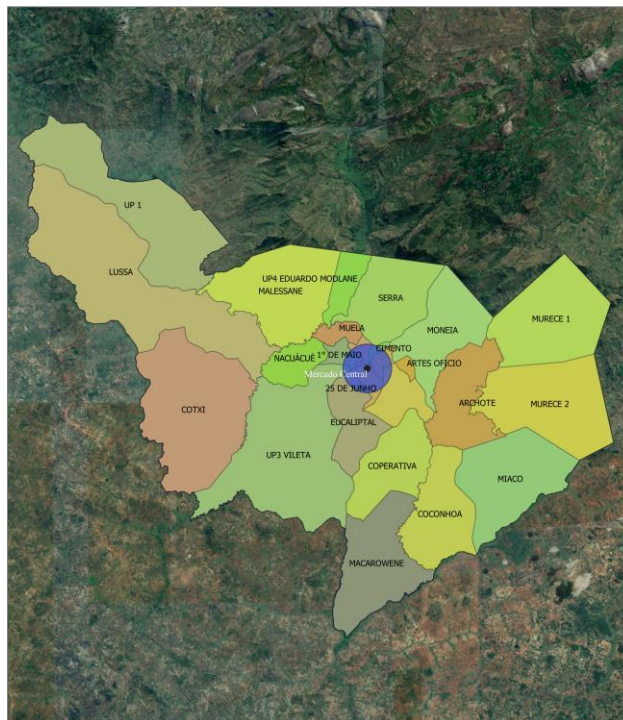 UP 1
LUSSA
UP4 EDUARDO MODLANE
MALESSANE
SERRA
MURECE 1
MUELA
MONEIA
CIMENTO
1º DE MAIO
NACUÁCUÈ
ARTES OFICIO
Mercado Central
25 DE JUNHO
COTXI
ARCHOTE
MURECE 2
EUCALIPTAL
UP3 VILETA
COPERATIVA
MIACO
COCONHOA
MACAROWENE